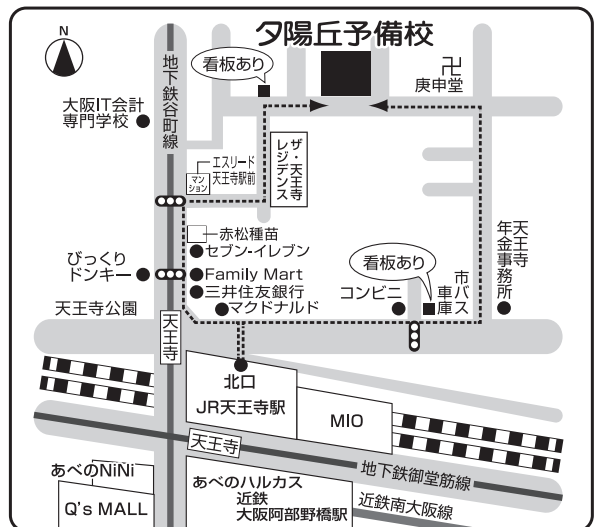 夕陽丘予備校
N
看板あり
卍
庚申堂
地下鉄谷町線
大阪IT会計
専門学校
マンション
エスリード
天王寺駅前
ザ・天王寺
レジデンス
赤松種苗
セブン-イレブン
びっくり
ドンキー
Family Mart
三井住友銀行
マクドナルド
看板あり
コンビニ
市バス
車庫
天王寺
年金事務所
天王寺公園
天王寺
北口
JR天王寺駅
MIO
天王寺
地下鉄御堂筋線
あべのNiNi
Q's MALL
あべのハルカス
近鉄
大阪阿部野橋駅
近鉄南大阪線